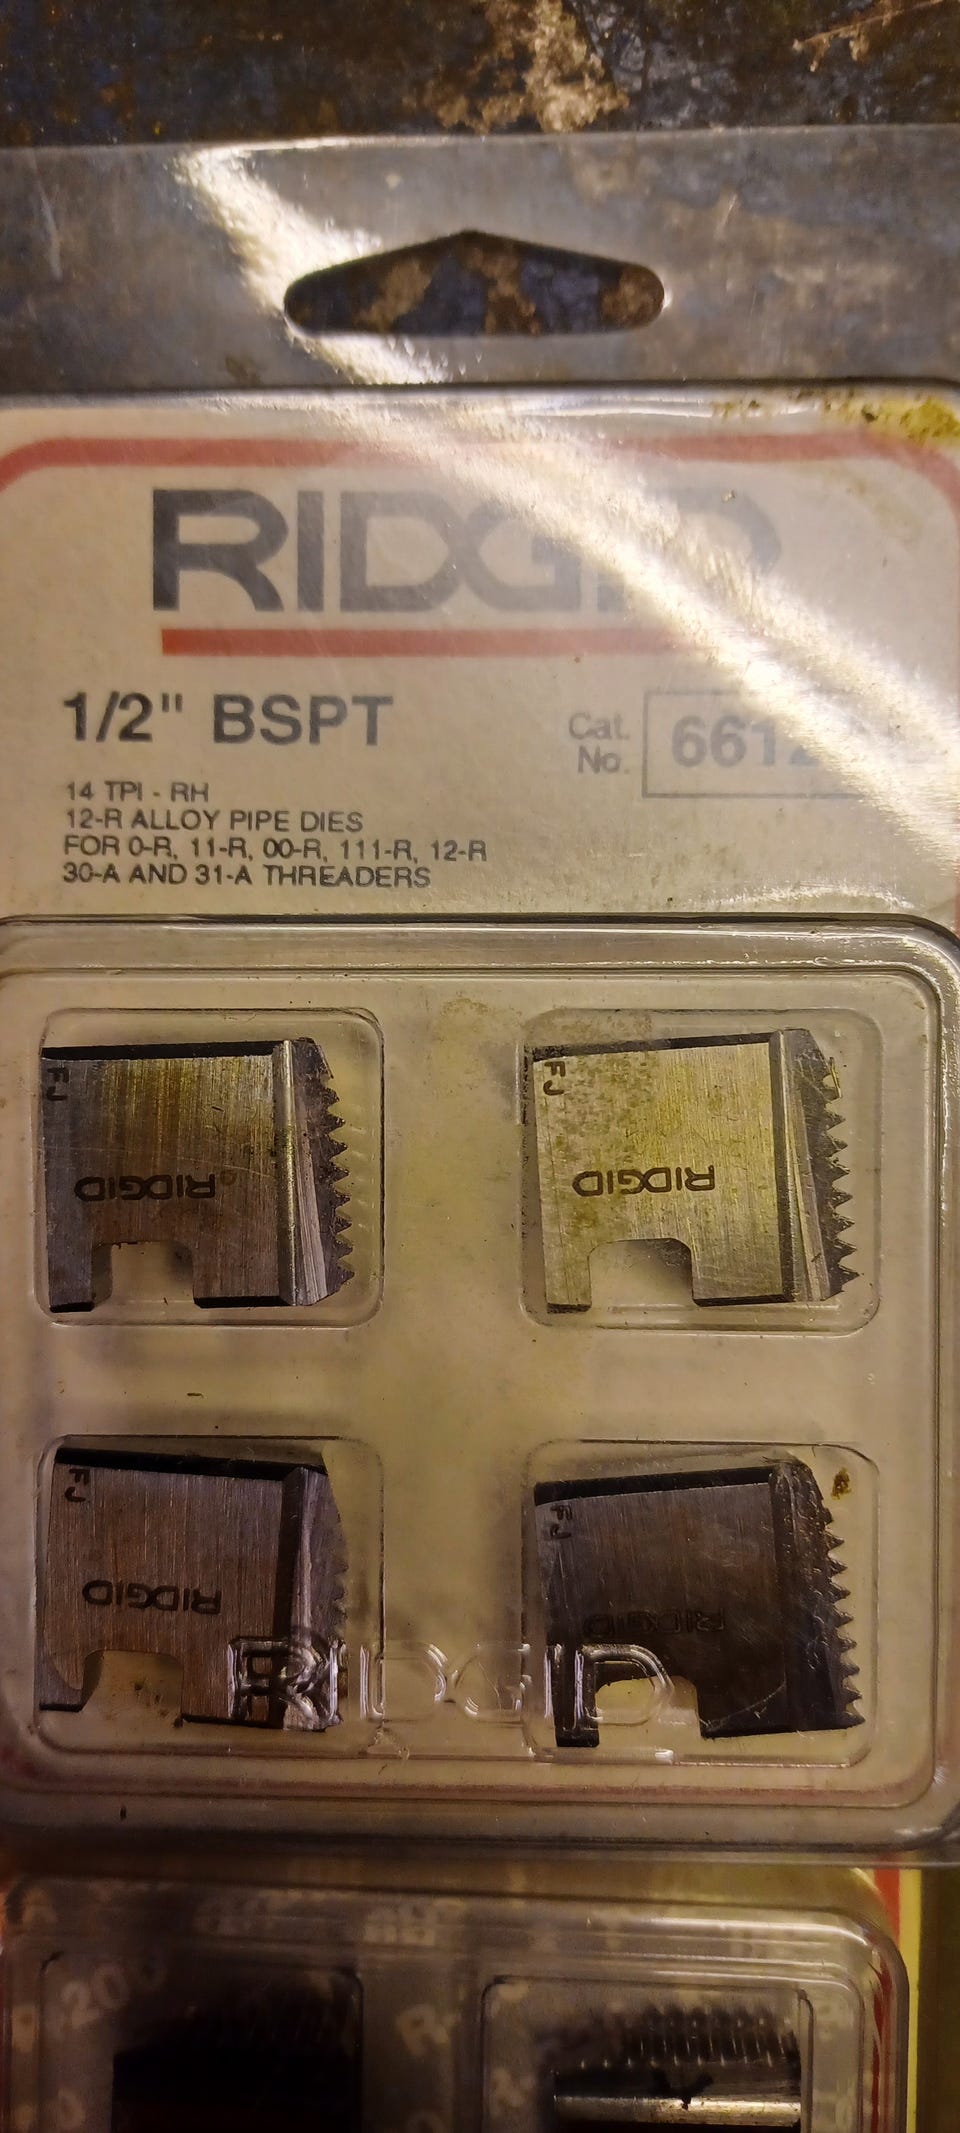 RIDGID
1/2" BSPT
Cat.
No.
14 TPI - RH
12-R ALLOY PIPE DIES
FOR 0-R, 11-R, 00-R, 111-R, 12-R
30-A AND 31-A THREADERS
FJ
RIDGID
FJ
RIDGID
FJ
RIDGID
FJ
RIDGID
RIDGID